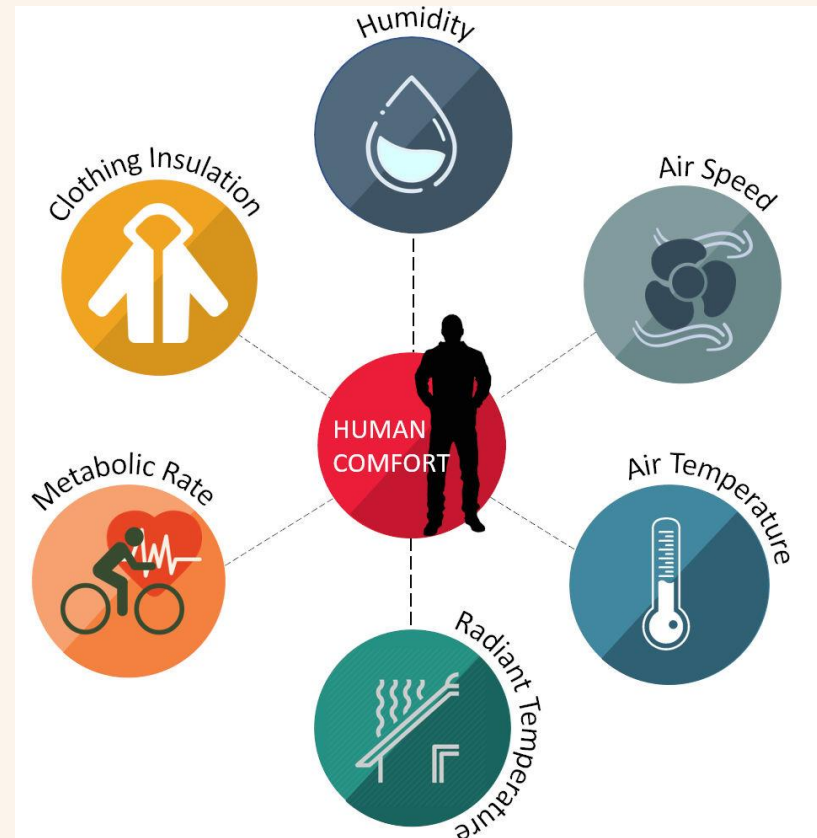 Humidity
Clothing Insulation
Air Speed
HUMAN
COMFORT
Metabolic Rate
Air Temperature
Radiant Temperature